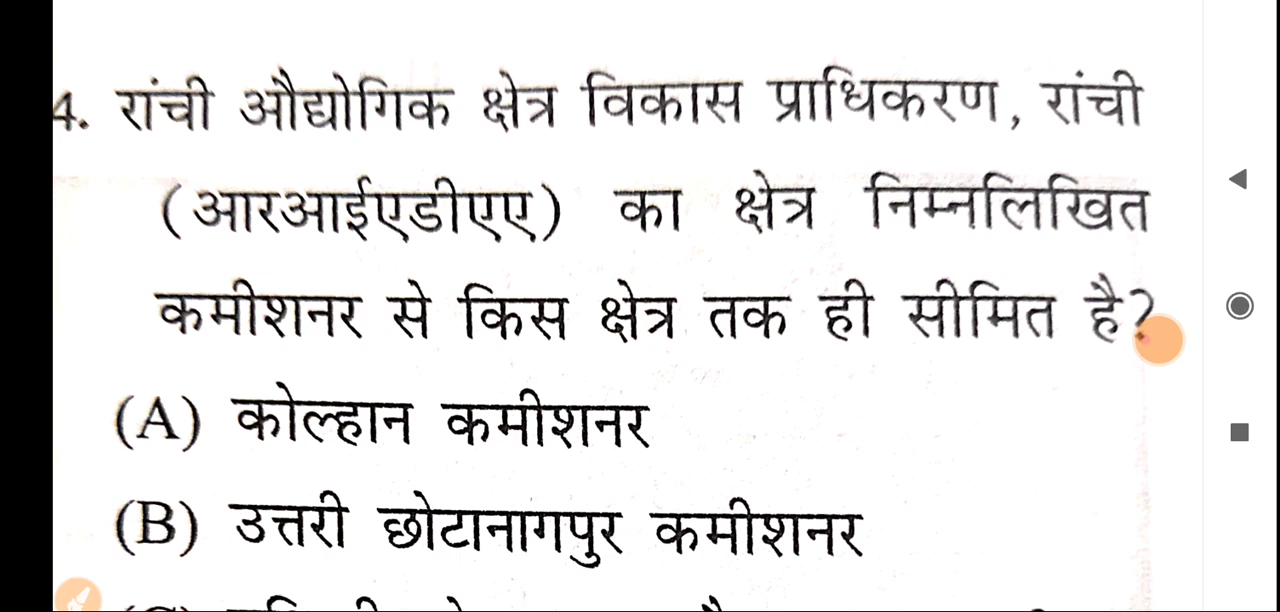 4. रांची औद्योगिक क्षेत्र विकास प्राधिकरण, रांची
(आरआईएडीएए) का क्षेत्र निम्नलिखित
कमीशनर से किस क्षेत्र तक ही सीमित है?
(A) कोल्हान कमीशनर
(B) उत्तरी छोटानागपुर कमीशनर